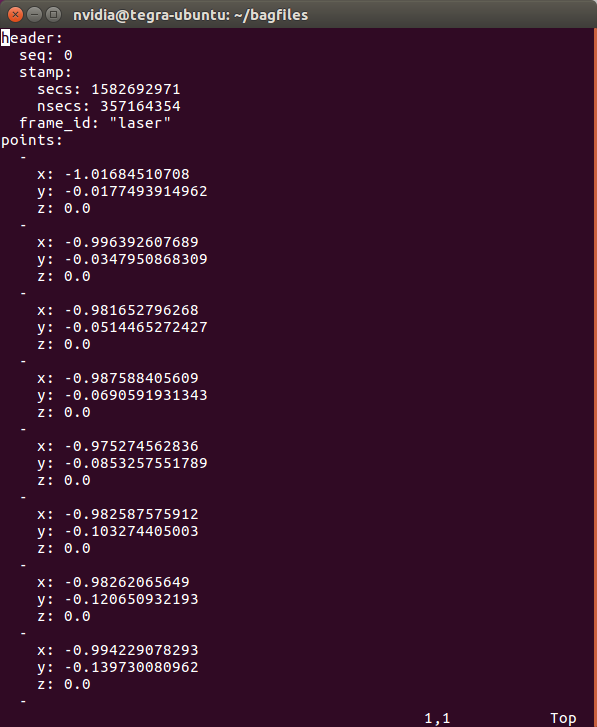 nvidia@tegra-ubuntu: ~/bagfiles
header:
  seq: 0
  stamp:
    secs: 1582692971
    nsecs: 357164354
  frame_id: "laser"
points:
  -
    x: -1.01684510708
    y: -0.0177493914962
    z: 0.0
  -
    x: -0.996392607689
    y: -0.0347950868309
    z: 0.0
  -
    x: -0.981652796268
    y: -0.0514465272427
    z: 0.0
  -
    x: -0.987588405609
    y: -0.0690591931343
    z: 0.0
  -
    x: -0.975274562836
    y: -0.0853257551789
    z: 0.0
  -
    x: -0.982587575912
    y: -0.103274405003
    z: 0.0
  -
    x: -0.98262065649
    y: -0.120650932193
    z: 0.0
  -
    x: -0.994229078293
    y: -0.139730080962
    z: 0.0
  -
1,1 Top